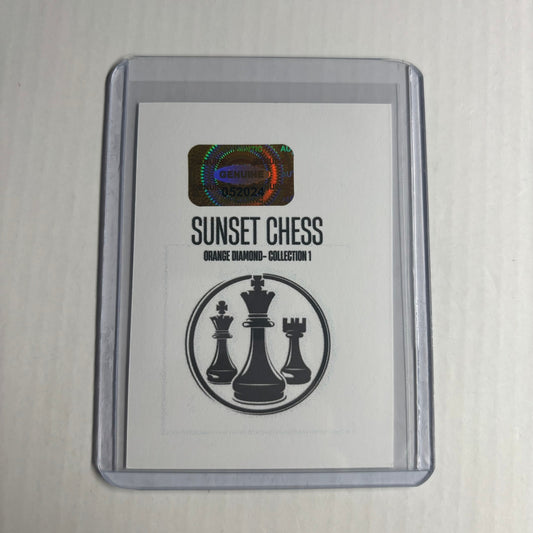 GENUINE
052024
SUNSET CHESS
ORANGE DIAMOND- COLLECTION 1